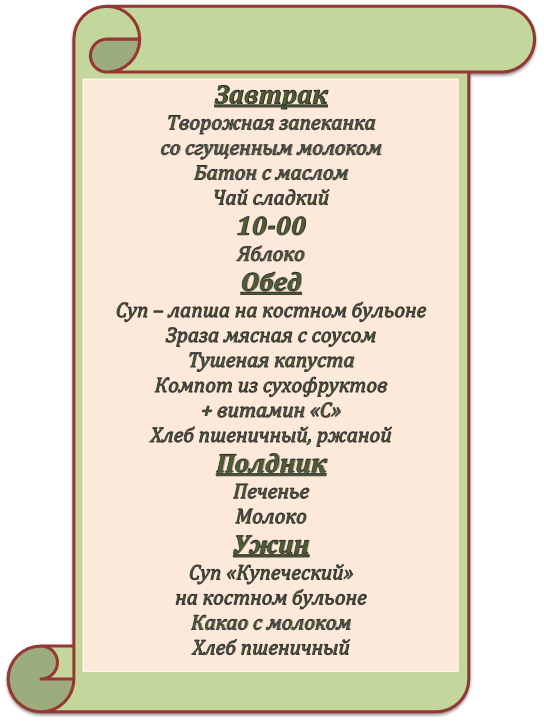 Завтрак
Творожная запеканка
со сгущенным молоком
Батон с маслом
Чай сладкий
10-00
Яблоко
Обед
Суп – лапша на костном бульоне
Зраза мясная с соусом
Тушеная капуста
Компот из сухофруктов
+ витамин «С»
Хлеб пшеничный, ржаной
Полдник
Печенье
Молоко
Ужин
Суп «Купеческий»
на костном бульоне
Какао с молоком
Хлеб пшеничный